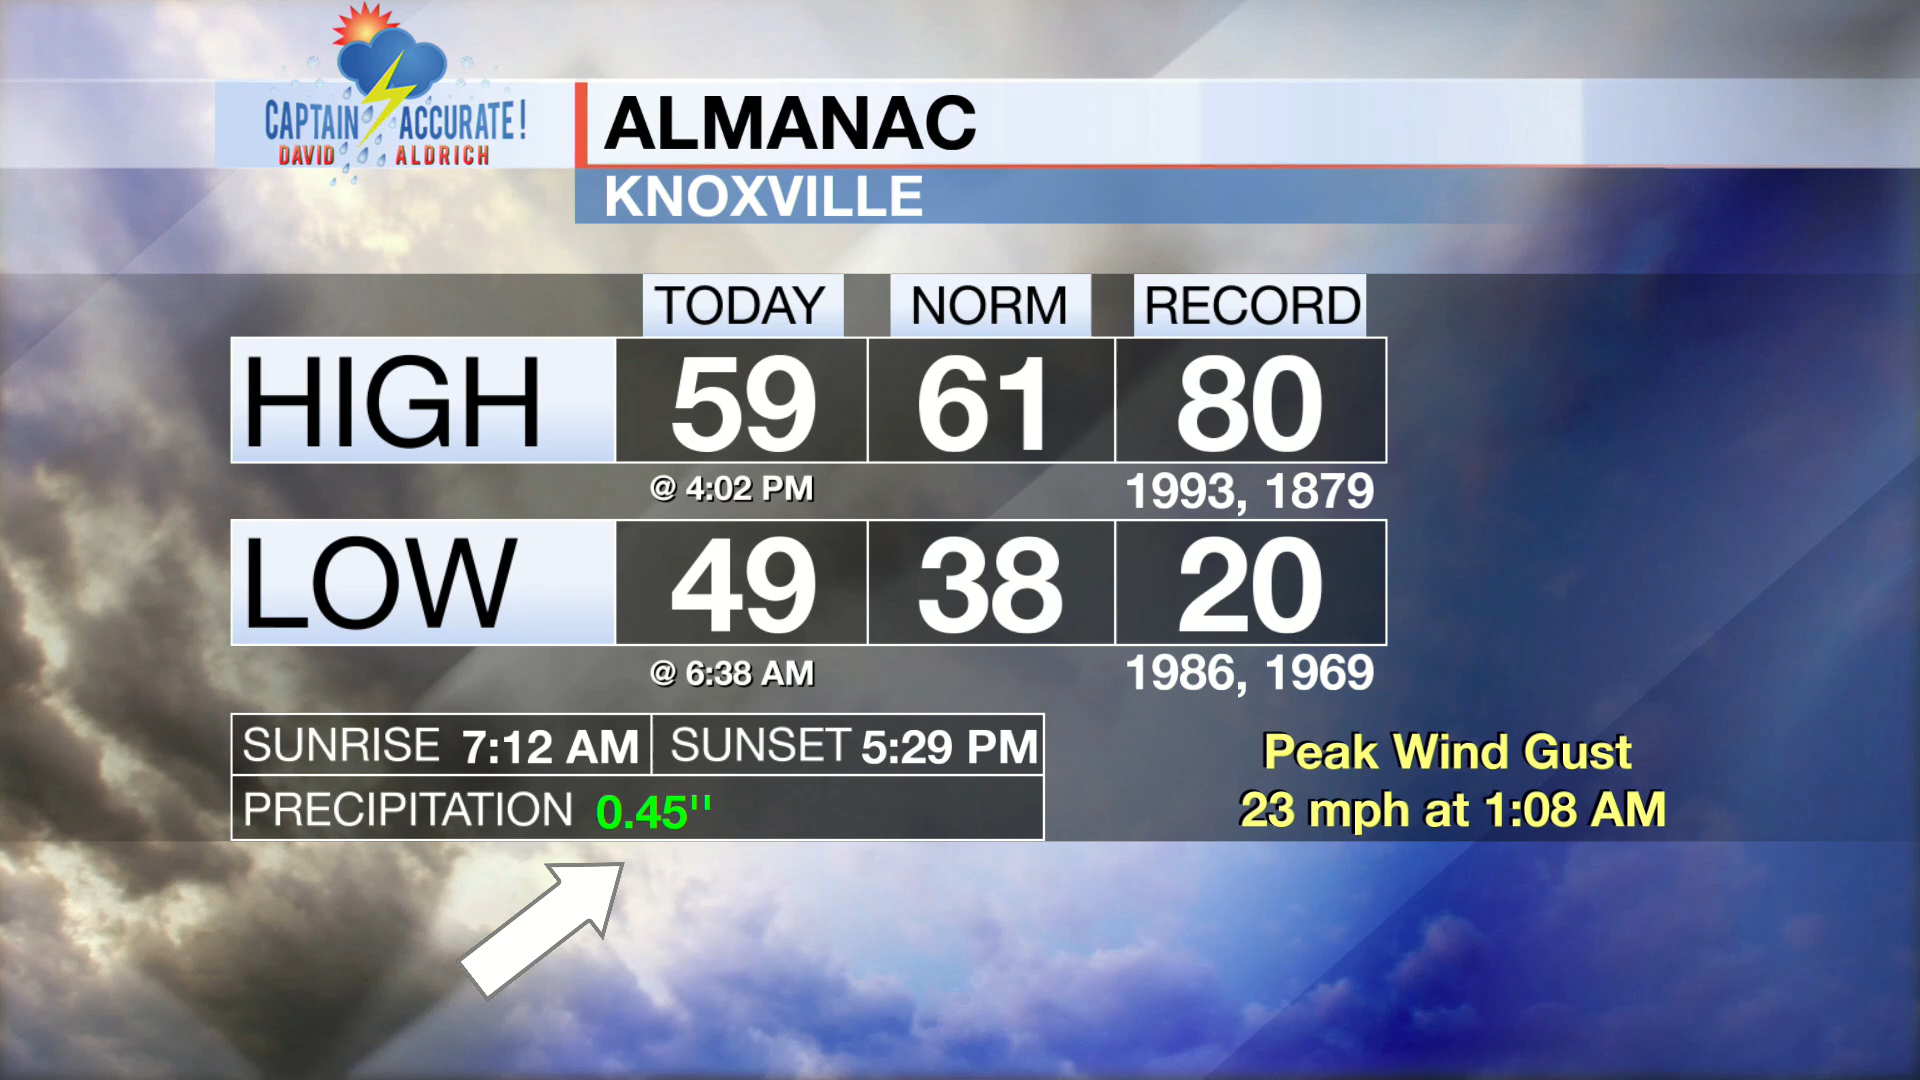 CAPTAIN ACCURATE!
DAVID ALDRICH
ALMANAC
KNOXVILLE
TODAY NORM RECORD
HIGH 59 61 80
@ 4:02 PM 1993, 1879
LOW 49 38 20
@ 6:38 AM 1986, 1969
SUNRISE 7:12 AM SUNSET 5:29 PM
PRECIPITATION 0.45''
Peak Wind Gust
23 mph at 1:08 AM